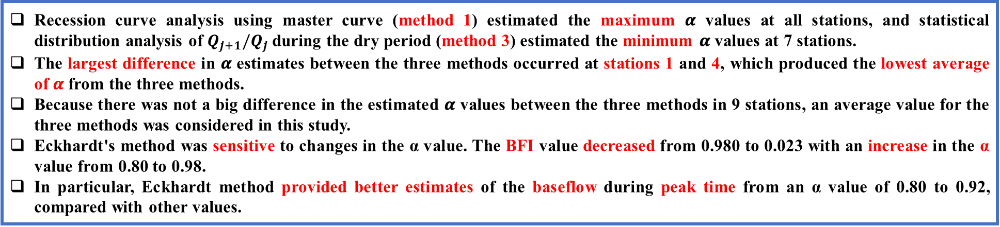 ❑ Recession curve analysis using master curve (method 1) estimated the maximum α values at all stations, and statistical
distribution analysis of Qj+1/Qj during the dry period (method 3) estimated the minimum α values at 7 stations.
❑ The largest difference in α estimates between the three methods occurred at stations 1 and 4, which produced the lowest average
of α from the three methods.
❑ Because there was not a big difference in the estimated α values between the three methods in 9 stations, an average value for the
three methods was considered in this study.
❑ Eckhardt's method was sensitive to changes in the α value. The BFI value decreased from 0.980 to 0.023 with an increase in the α
value from 0.80 to 0.98.
❑ In particular, Eckhardt method provided better estimates of the baseflow during peak time from an α value of 0.80 to 0.92,
compared with other values.